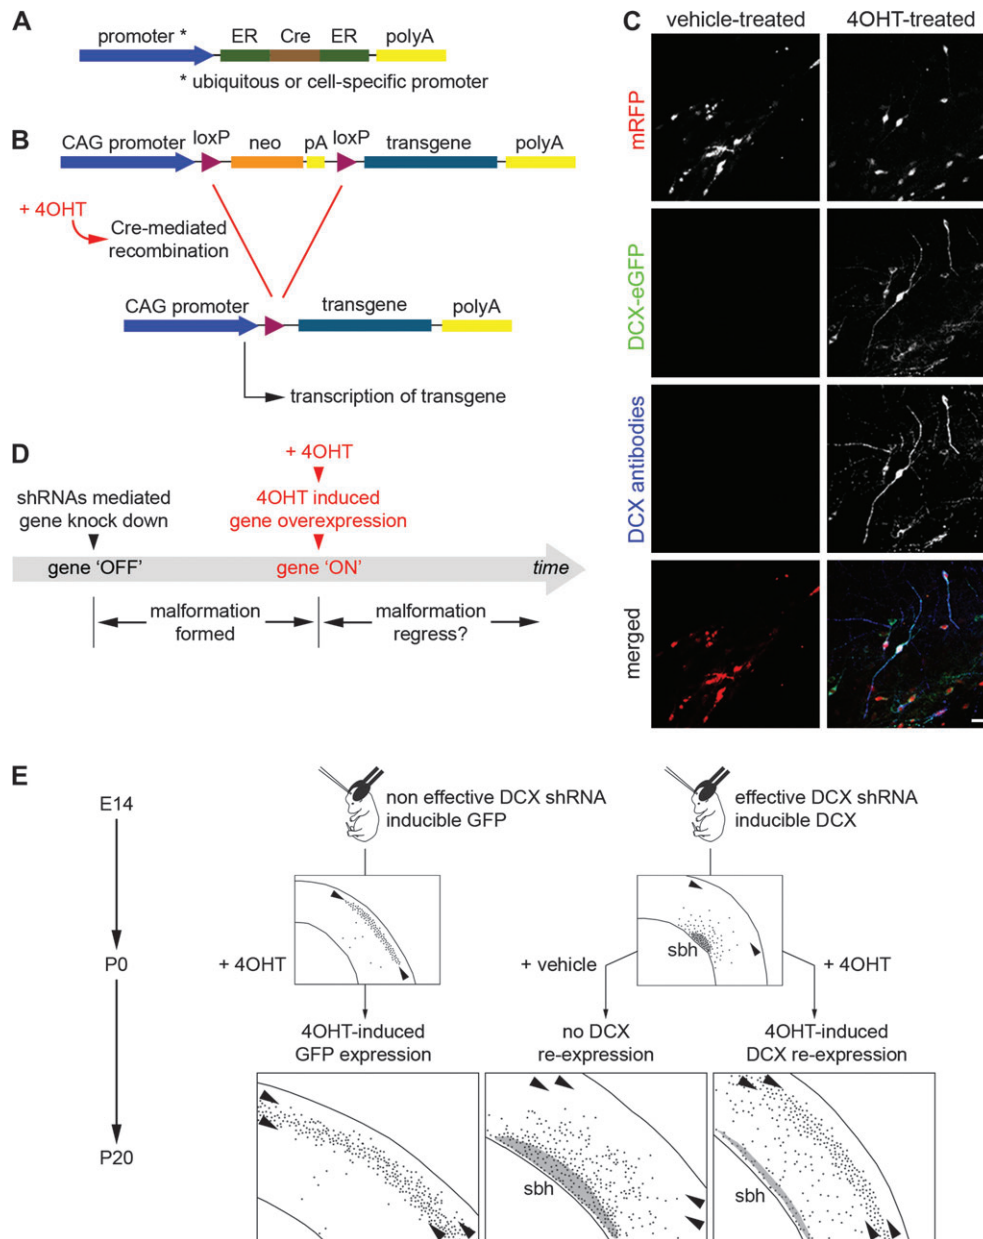 A
promoter *
ER
Cre
ER
polyA
* ubiquitous or cell-specific promoter
B
CAG promoter
loxP
neo
pA
loxP
transgene
polyA
+ 4OHT
Cre-mediated
recombination
CAG promoter
transgene
polyA
transcription of transgene
C
vehicle-treated
4OHT-treated
mRFP
DCX-eGFP
DCX antibodies
merged
D
+ 4OHT
shRNAs mediated
gene knock down
4OHT induced
gene overexpression
gene ‘OFF’
gene ‘ON’
time
malformation
formed
malformation
regress?
E
E14
P0
P20
non effective DCX shRNA
inducible GFP
effective DCX shRNA
inducible DCX
sbh
+ 4OHT
+ vehicle
+ 4OHT
4OHT-induced
GFP expression
no DCX
re-expression
4OHT-induced
DCX re-expression
sbh
sbh